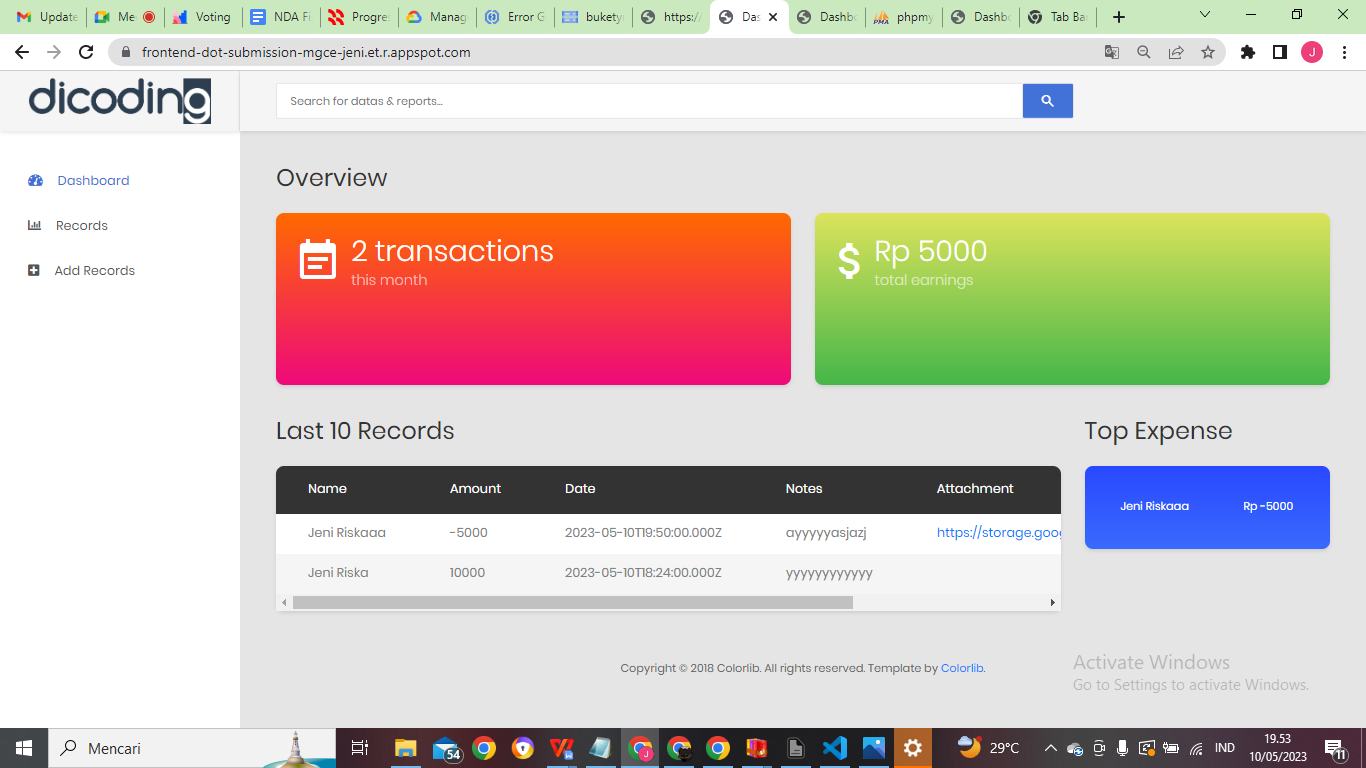 Update
Me
Voting
NDA Fi
Progres
Manag
Error G
bukety
https:/
Das
Dashb
phpmy
Dashb
Tab Ba
frontend-dot-submission-mgce-jeni.et.r.appspot.com
J
dicoding
Search for datas & reports...
Dashboard
Records
Add Records
Overview
2 transactions
this month
$
Rp 5000
total earnings
Last 10 Records
Top Expense
Name Amount Date Notes Attachment
Jeni Riskaaa -5000 2023-05-10T19:50:00.000Z ayyyyyasjazj https://storage.goog
Jeni Riska 10000 2023-05-10T18:24:00.000Z yyyyyyyyyyyy
Jeni Riskaaa Rp -5000
Copyright © 2018 Colorlib. All rights reserved. Template by Colorlib.
Activate Windows
Go to Settings to activate Windows.
Mencari
54
J
29°C
IND
19.53
10/05/2023
11